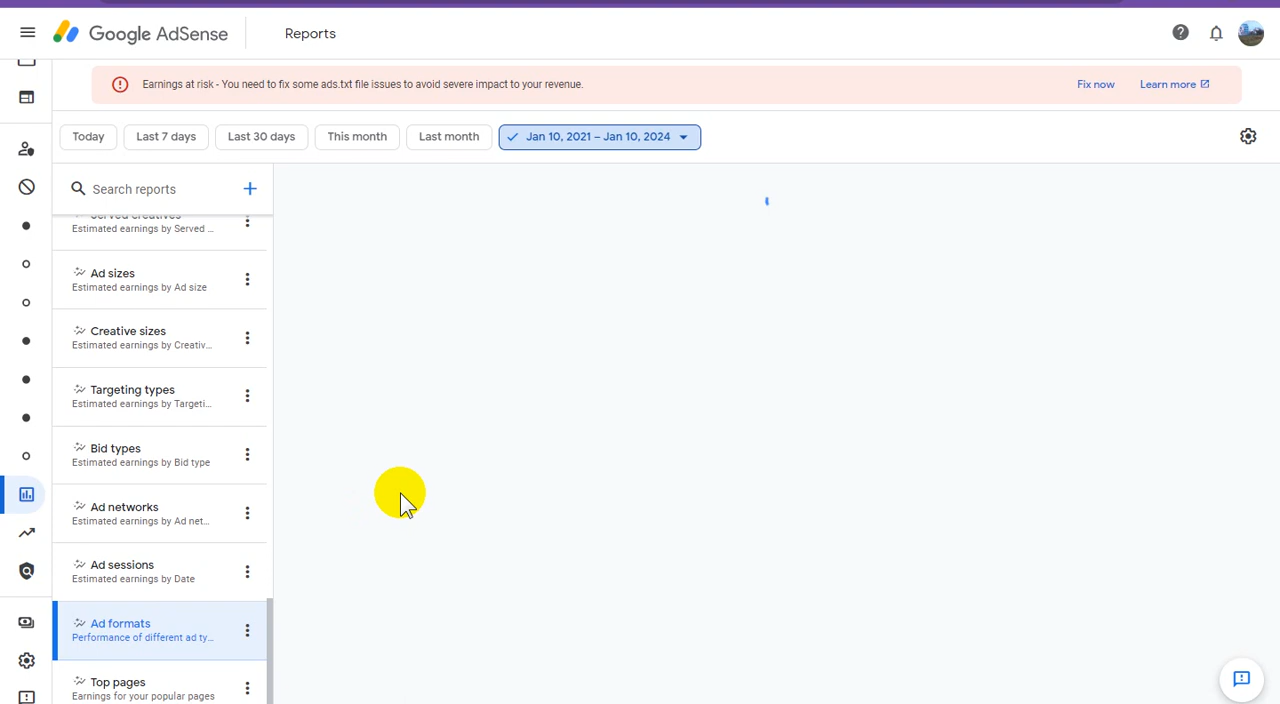 Google AdSense
Reports
Earnings at risk - You need to fix some ads.txt file issues to avoid severe impact to your revenue.
Fix now
Learn more
Today
Last 7 days
Last 30 days
This month
Last month
Jan 10, 2021 – Jan 10, 2024
Search reports
Served creatives
Estimated earnings by Served ...
Ad sizes
Estimated earnings by Ad size
Creative sizes
Estimated earnings by Creativ...
Targeting types
Estimated earnings by Targeti...
Bid types
Estimated earnings by Bid type
Ad networks
Estimated earnings by Ad net...
Ad sessions
Estimated earnings by Date
Ad formats
Performance of different ad ty...
Top pages
Earnings for your popular pages